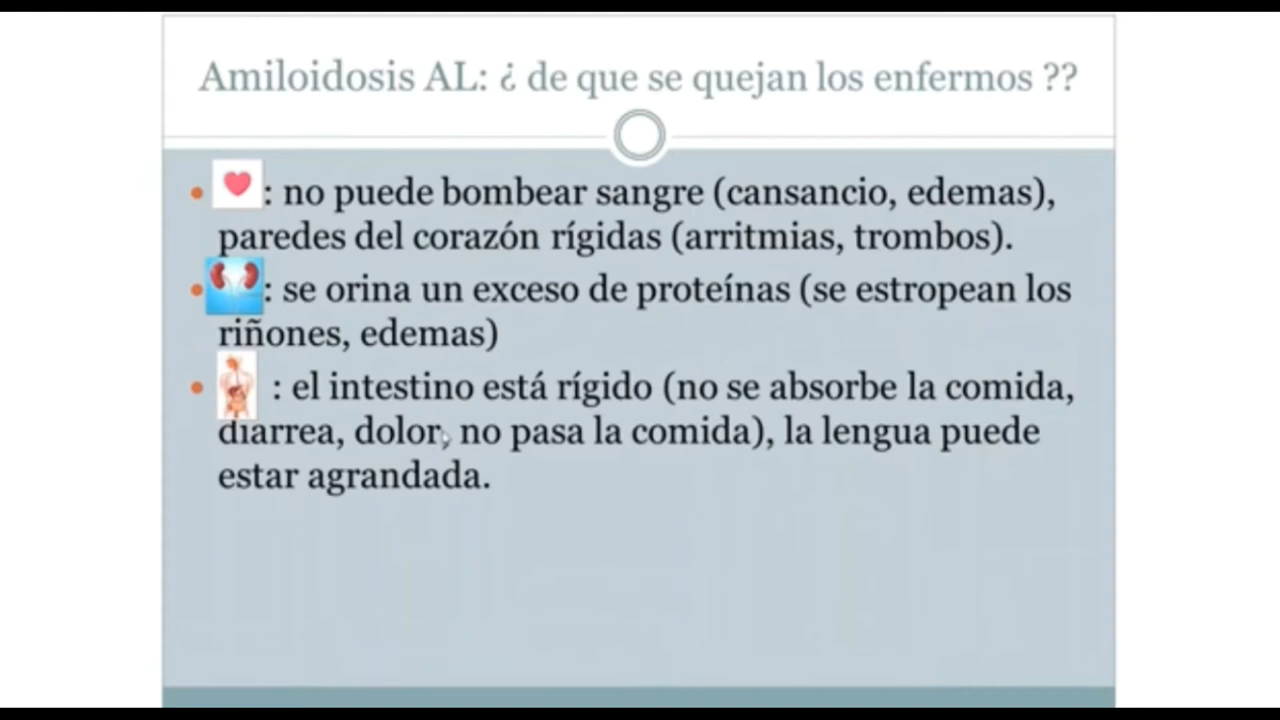 Amiloidosis AL: ¿ de que se quejan los enfermos ??
: no puede bombear sangre (cansancio, edemas),
paredes del corazón rígidas (arritmias, trombos).
: se orina un exceso de proteínas (se estropean los
riñones, edemas)
: el intestino está rígido (no se absorbe la comida,
diarrea, dolor, no pasa la comida), la lengua puede
estar agrandada.